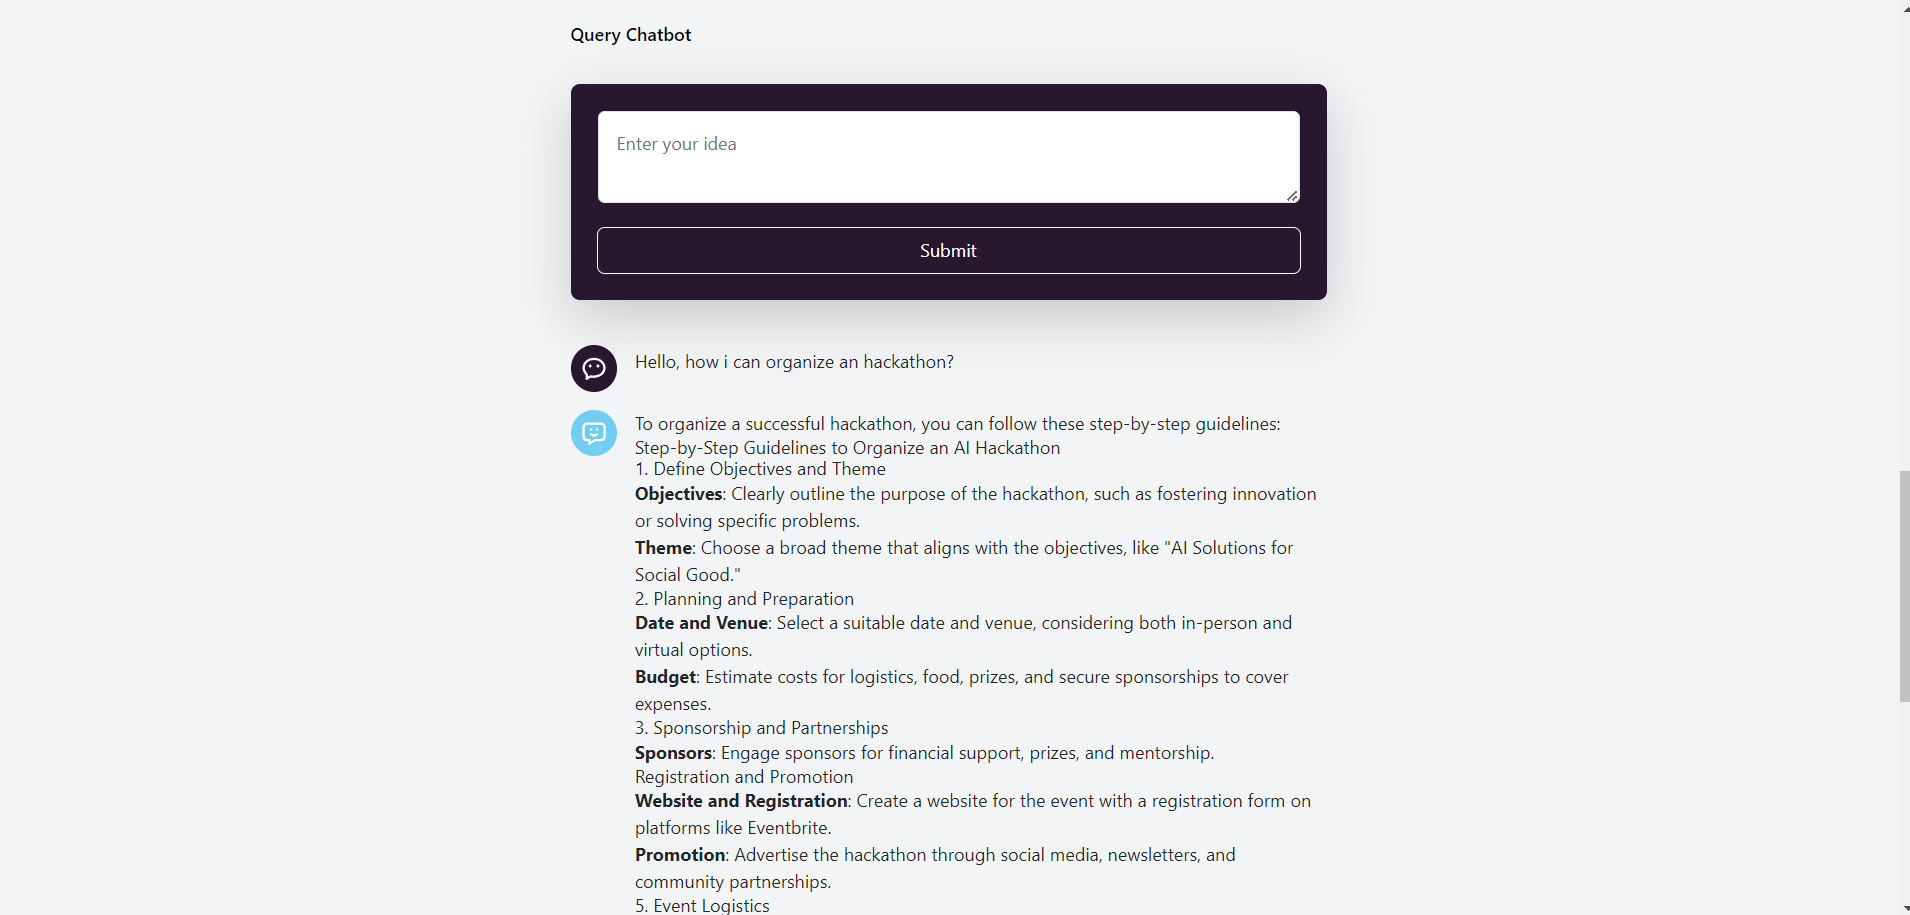 Query Chatbot
Enter your idea
Submit
Hello, how i can organize an hackathon?
To organize a successful hackathon, you can follow these step-by-step guidelines:
Step-by-Step Guidelines to Organize an AI Hackathon
1. Define Objectives and Theme
Objectives: Clearly outline the purpose of the hackathon, such as fostering innovation
or solving specific problems.
Theme: Choose a broad theme that aligns with the objectives, like "AI Solutions for
Social Good."
2. Planning and Preparation
Date and Venue: Select a suitable date and venue, considering both in-person and
virtual options.
Budget: Estimate costs for logistics, food, prizes, and secure sponsorships to cover
expenses.
3. Sponsorship and Partnerships
Sponsors: Engage sponsors for financial support, prizes, and mentorship.
Registration and Promotion
Website and Registration: Create a website for the event with a registration form on
platforms like Eventbrite.
Promotion: Advertise the hackathon through social media, newsletters, and
community partnerships.
5. Event Logistics